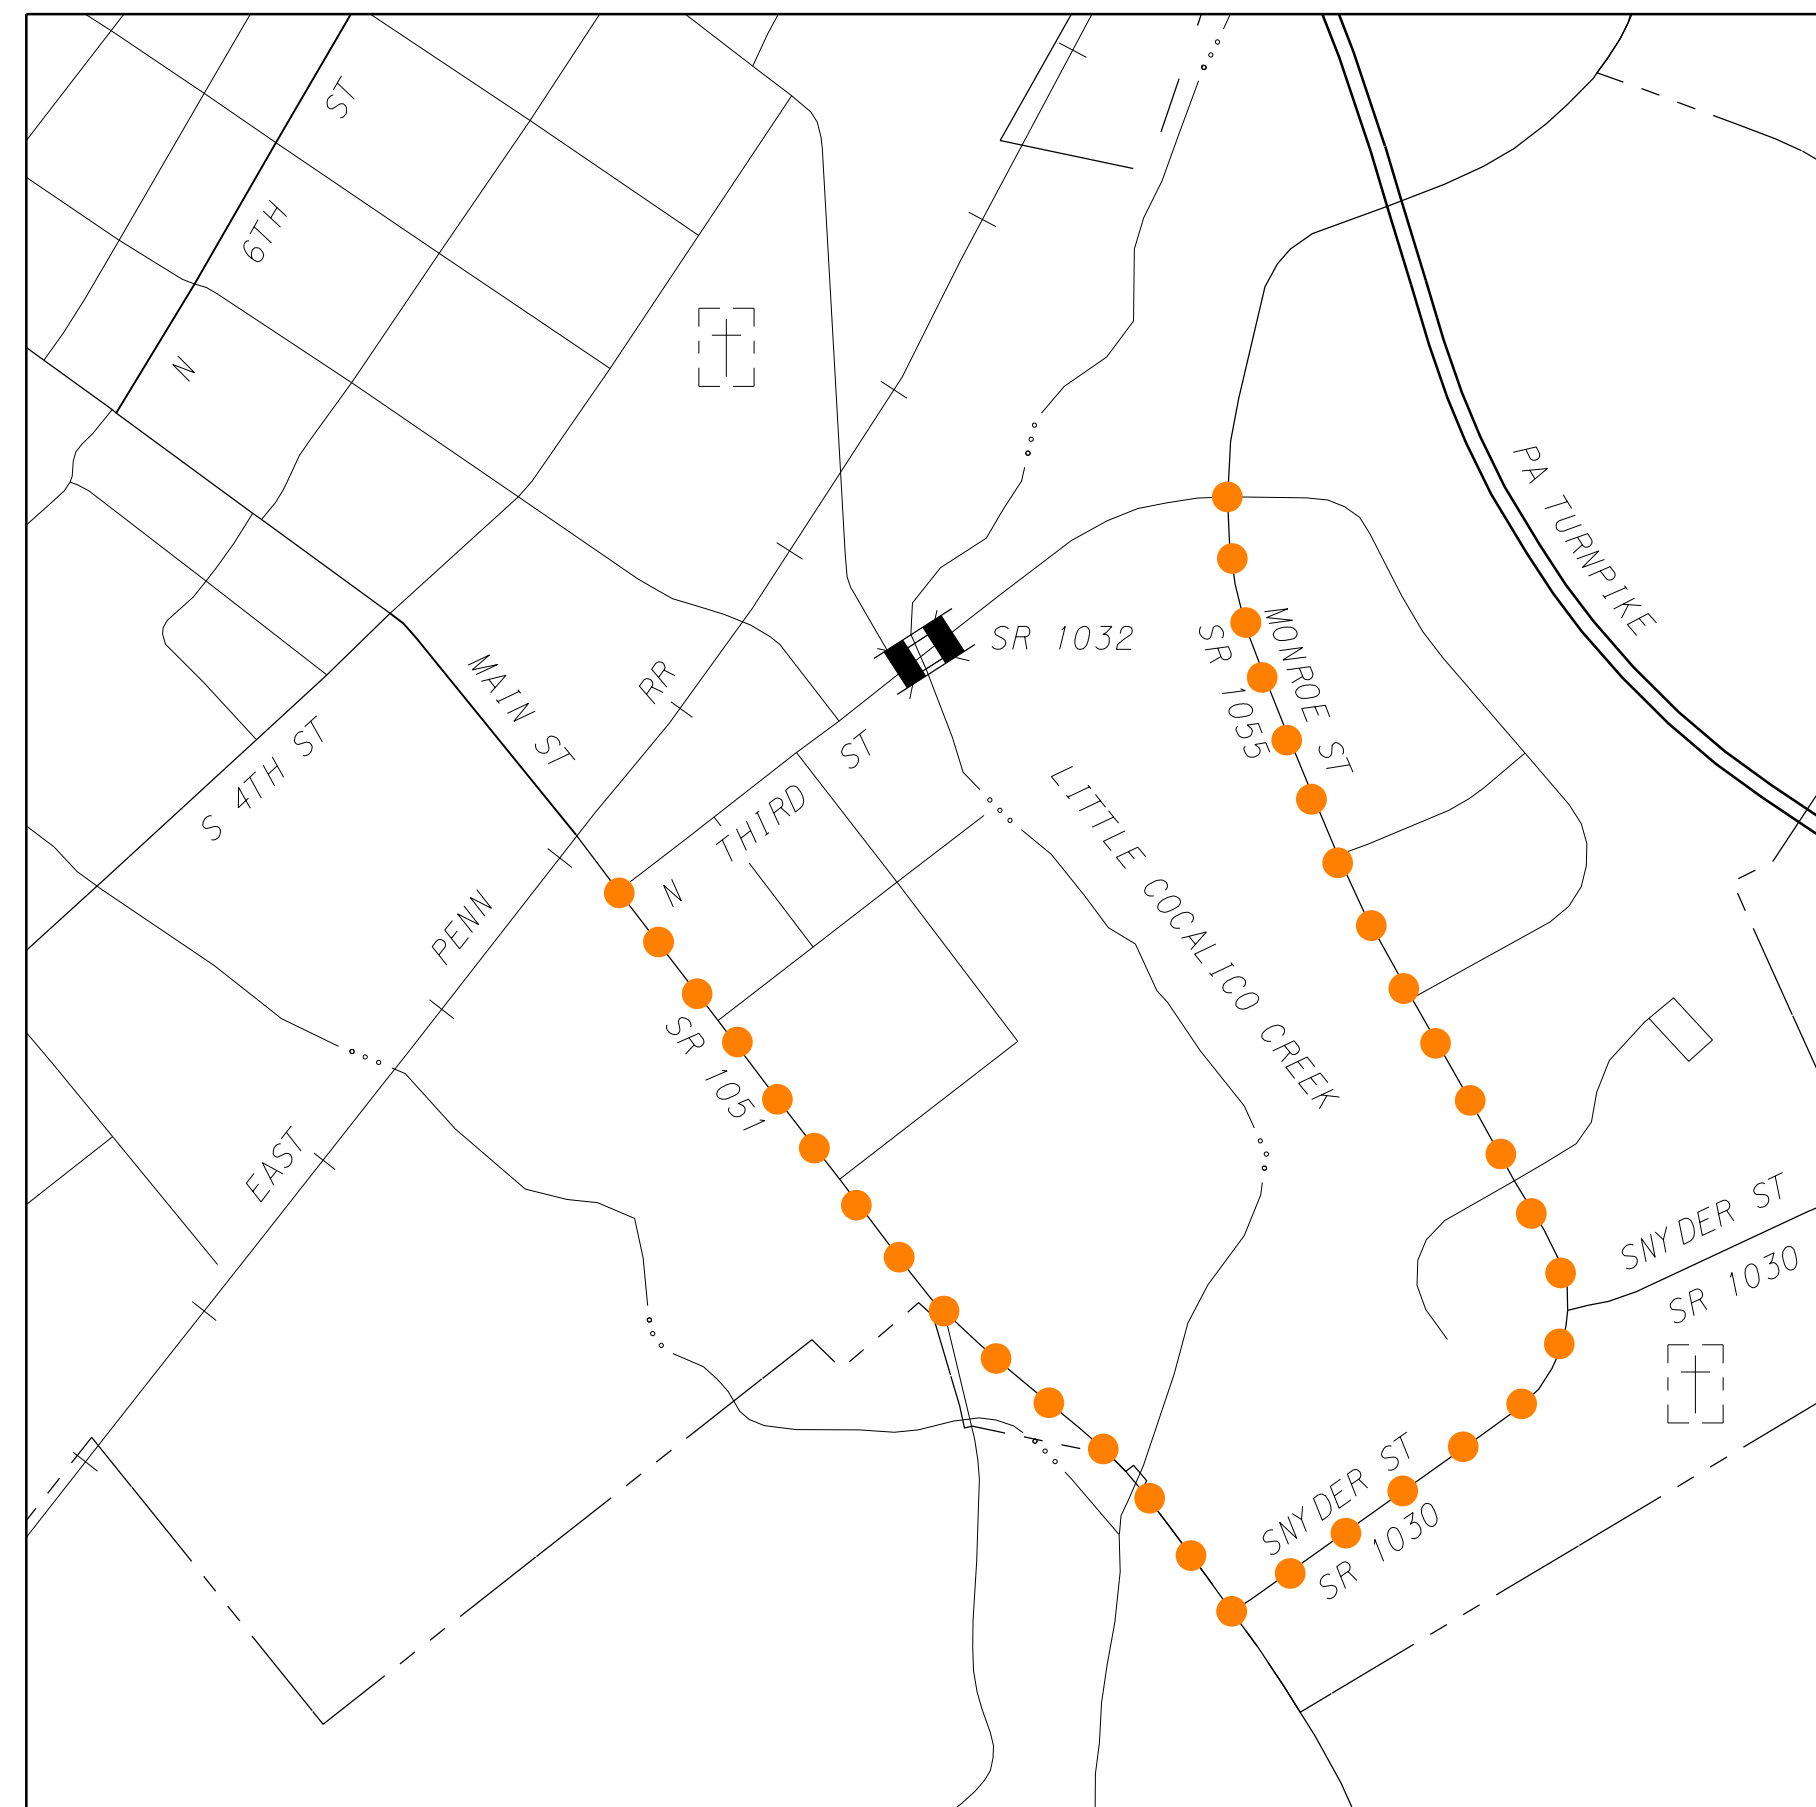 N 6TH ST
PA TURNPIKE
SR 1032
MONROE ST
SR 1055
MAIN ST
S 4TH ST
N THIRD ST
EAST PENN RR
LITTLE COCALICO CREEK
SR 1051
SNYDER ST
SR 1030
SNYDER ST
SR 1030